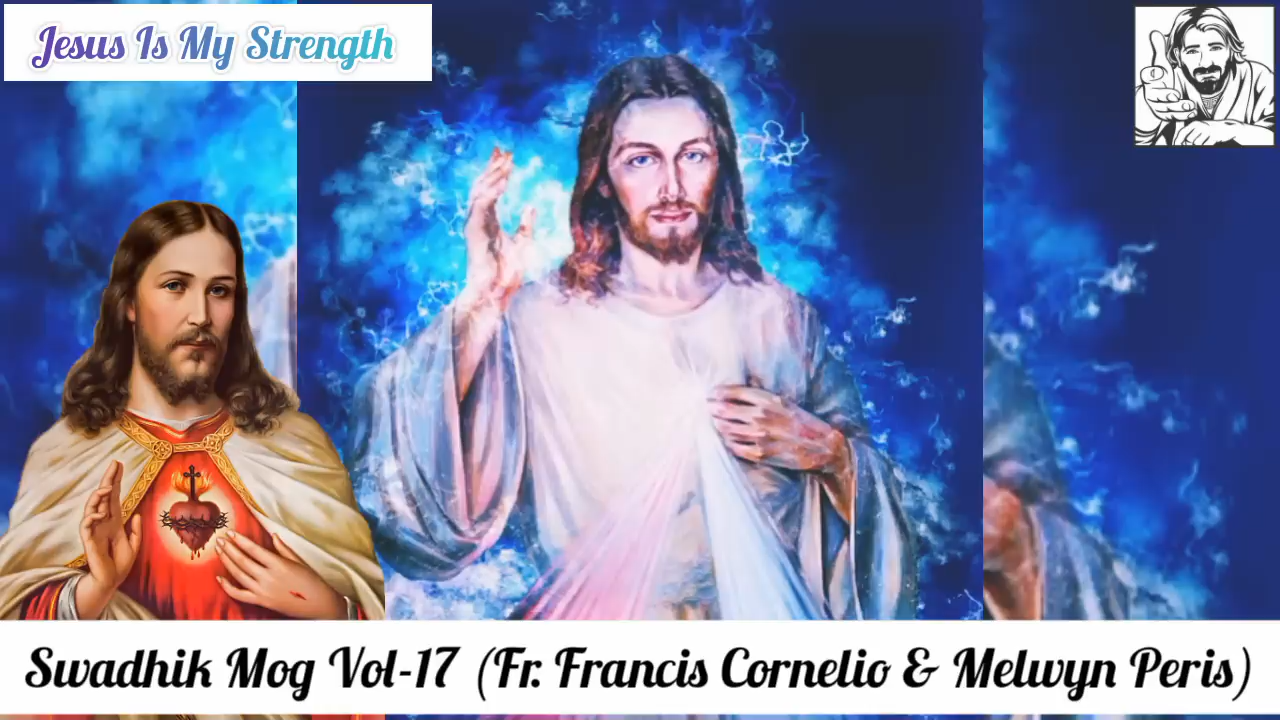 Jesus Is My Strength
Swadhik Mog Vol-17 (Fr. Francis Cornelio & Melwyn Peris)